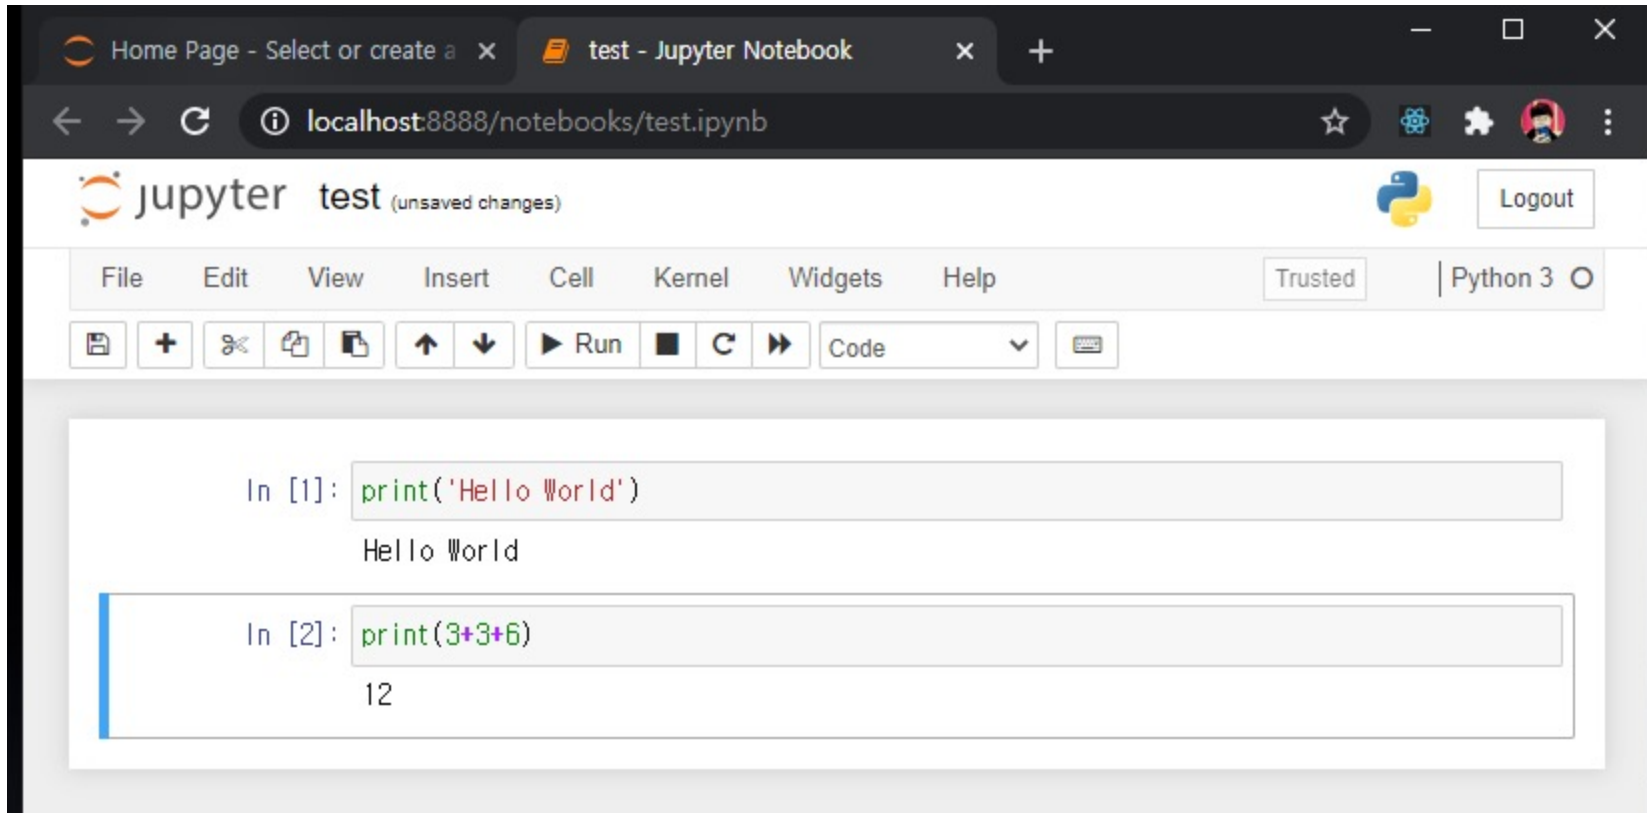 Home Page - Select or create a
test - Jupyter Notebook
localhost:8888/notebooks/test.ipynb
jupyter test (unsaved changes)
Logout
File Edit View Insert Cell Kernel Widgets Help Trusted Python 3
Run Code
In [1]: print('Hello World')
Hello World
In [2]: print(3+3+6)
12